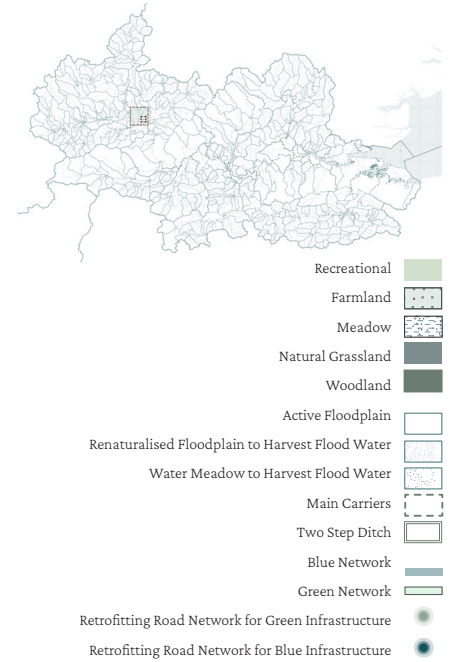 Recreational
Farmland
Meadow
Natural Grassland
Woodland
Active Floodplain
Renaturalised Floodplain to Harvest Flood Water
Water Meadow to Harvest Flood Water
Main Carriers
Two Step Ditch
Blue Network
Green Network
Retrofitting Road Network for Green Infrastructure
Retrofitting Road Network for Blue Infrastructure